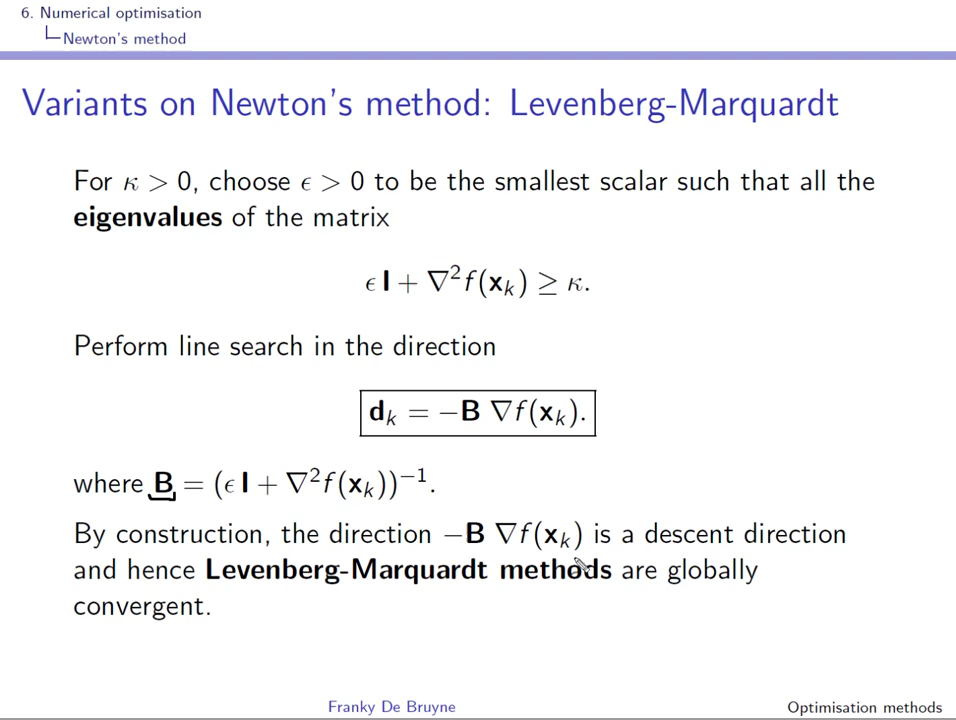 6. Numerical optimisation
Newton's method
Variants on Newton's method: Levenberg-Marquardt
For κ > 0, choose ϵ > 0 to be the smallest scalar such that all the
eigenvalues of the matrix
ϵ I + ∇²f(xₖ) ≥ κ.
Perform line search in the direction
dₖ = −B ∇f(xₖ).
where B = (ϵ I + ∇²f(xₖ))⁻¹.
By construction, the direction −B ∇f(xₖ) is a descent direction
and hence Levenberg-Marquardt methods are globally
convergent.
Franky De Bruyne
Optimisation methods